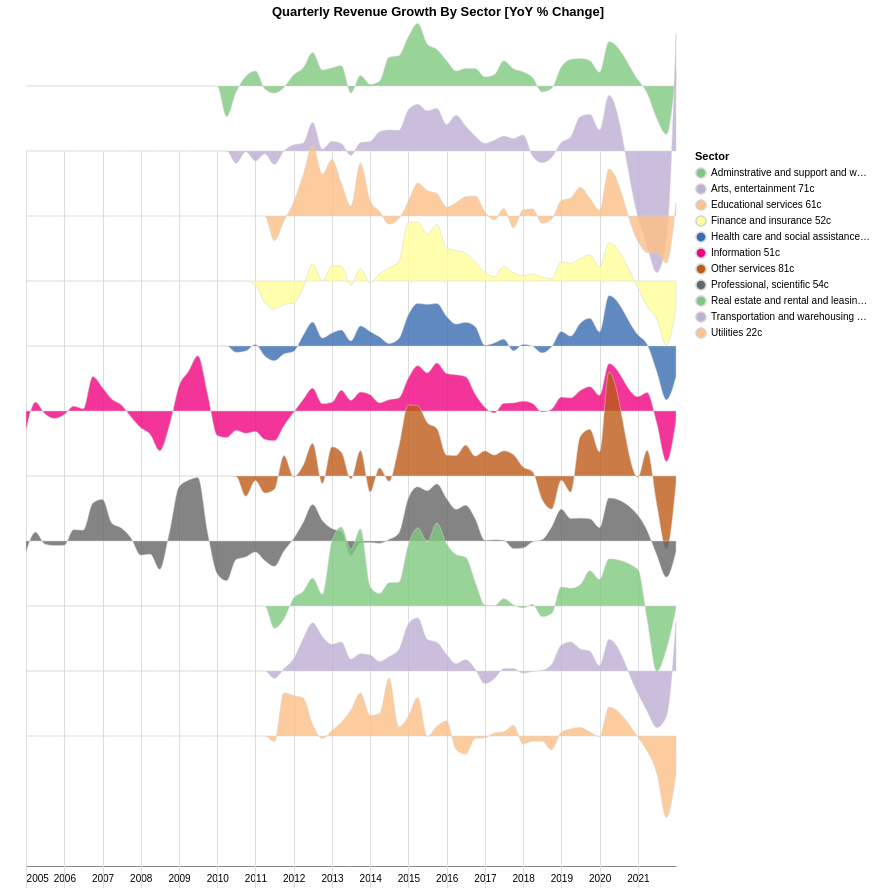 Quarterly Revenue Growth By Sector [YoY % Change]
Sector
Adminstrative and support and w…
Arts, entertainment 71c
Educational services 61c
Finance and insurance 52c
Health care and social assistance…
Information 51c
Other services 81c
Professional, scientific 54c
Real estate and rental and leasin…
Transportation and warehousing …
Utilities 22c
2005 2006 2007 2008 2009 2010 2011 2012 2013 2014 2015 2016 2017 2018 2019 2020 2021